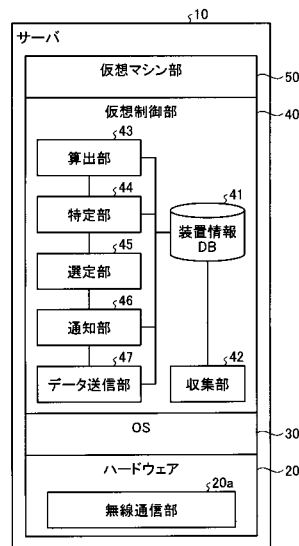 10
サーバ
仮想マシン部
50
仮想制御部
40
43
算出部
44
特定部
45
選定部
46
通知部
47
データ送信部
41
装置情報
DB
42
収集部
OS
30
ハードウェア
20
20a
無線通信部